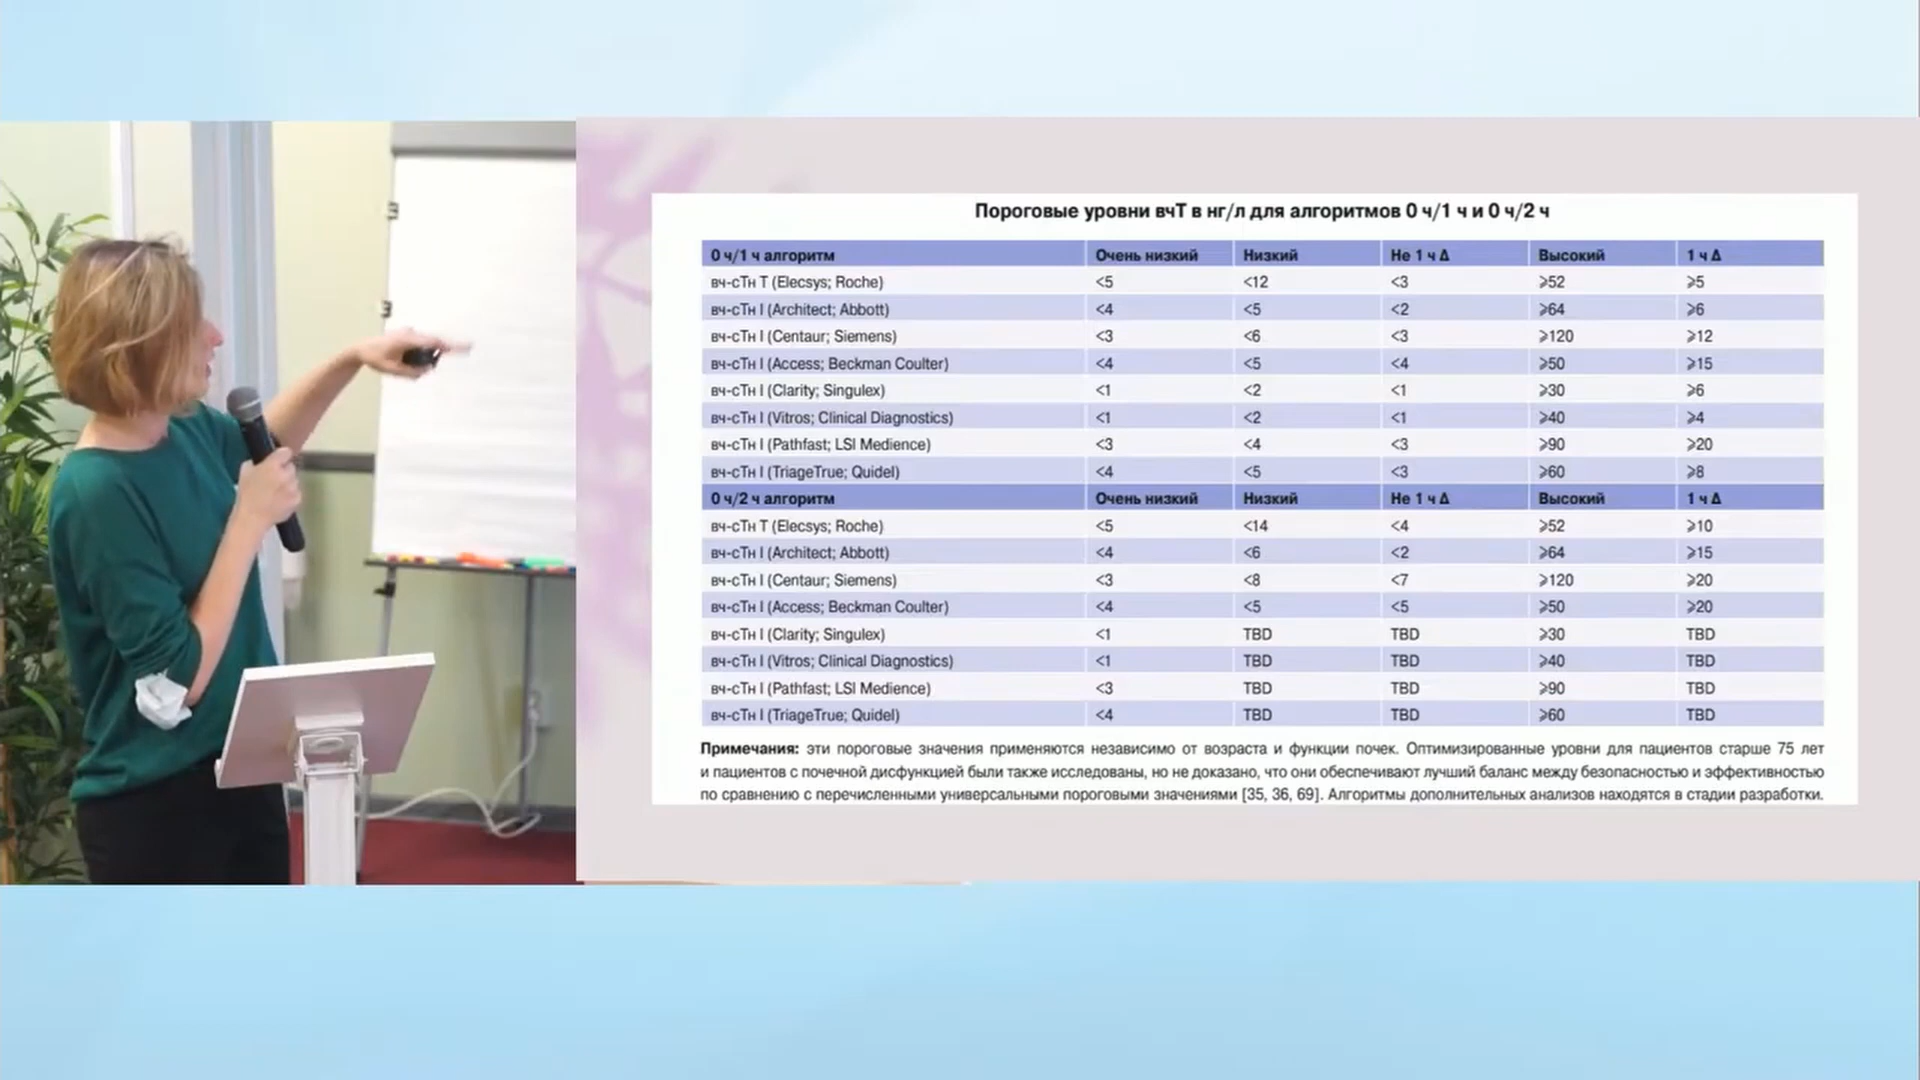 Пороговые уровни вчТ в нг/л для алгоритмов 0 ч/1 ч и 0 ч/2 ч
0 ч/1 ч алгоритм Очень низкий Низкий Не 1 ч Δ Высокий 1 ч Δ
вч-сТн T (Elecsys; Roche) <5 <12 <3 ⩾52 ⩾5
вч-сТн I (Architect; Abbott) <4 <5 <2 ⩾64 ⩾6
вч-сТн I (Centaur; Siemens) <3 <6 <3 ⩾120 ⩾12
вч-сТн I (Access; Beckman Coulter) <4 <5 <4 ⩾50 ⩾15
вч-сТн I (Clarity; Singulex) <1 <2 <1 ⩾30 ⩾6
вч-сТн I (Vitros; Clinical Diagnostics) <1 <2 <1 ⩾40 ⩾4
вч-сТн I (Pathfast; LSI Medience) <3 <4 <3 ⩾90 ⩾20
вч-сТн I (TriageTrue; Quidel) <4 <5 <3 ⩾60 ⩾8
0 ч/2 ч алгоритм Очень низкий Низкий Не 1 ч Δ Высокий 1 ч Δ
вч-сТн T (Elecsys; Roche) <5 <14 <4 ⩾52 ⩾10
вч-сТн I (Architect; Abbott) <4 <6 <2 ⩾64 ⩾15
вч-сТн I (Centaur; Siemens) <3 <8 <7 ⩾120 ⩾20
вч-сТн I (Access; Beckman Coulter) <4 <5 <5 ⩾50 ⩾20
вч-сТн I (Clarity; Singulex) <1 TBD TBD ⩾30 TBD
вч-сТн I (Vitros; Clinical Diagnostics) <1 TBD TBD ⩾40 TBD
вч-сТн I (Pathfast; LSI Medience) <3 TBD TBD ⩾90 TBD
вч-сТн I (TriageTrue; Quidel) <4 TBD TBD ⩾60 TBD
Примечания: эти пороговые значения применяются независимо от возраста и функции почек. Оптимизированные уровни для пациентов старше 75 лет
и пациентов с почечной дисфункцией были также исследованы, но не доказано, что они обеспечивают лучший баланс между безопасностью и эффективностью
по сравнению с перечисленными универсальными пороговыми значениями [35, 36, 69]. Алгоритмы дополнительных анализов находятся в стадии разработки.